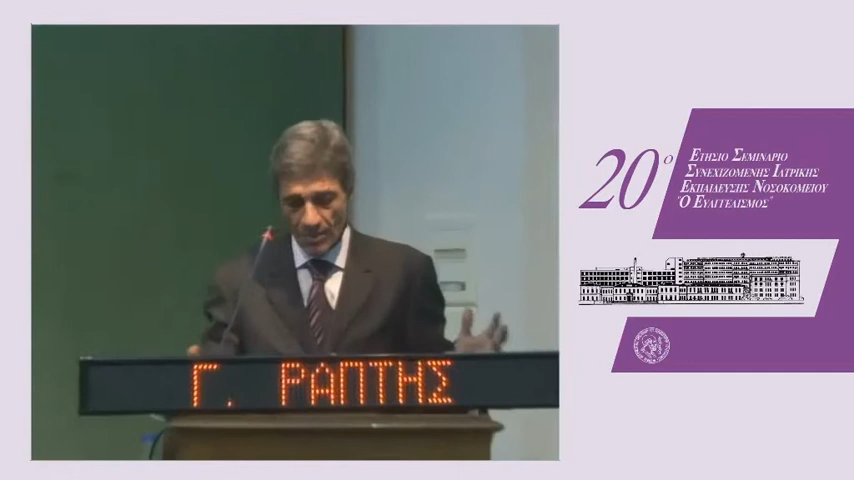 Γ. ΡΑΠΤΗΣ
20ο
ΕΤΗΣΙΟ ΣΕΜΙΝΑΡΙΟ
ΣΥΝΕΧΙΖΟΜΕΝΗΣ ΙΑΤΡΙΚΗΣ
ΕΚΠΑΙΔΕΥΣΗΣ ΝΟΣΟΚΟΜΕΙΟΥ
"Ο ΕΥΑΓΓΕΛΙΣΜΟΣ"